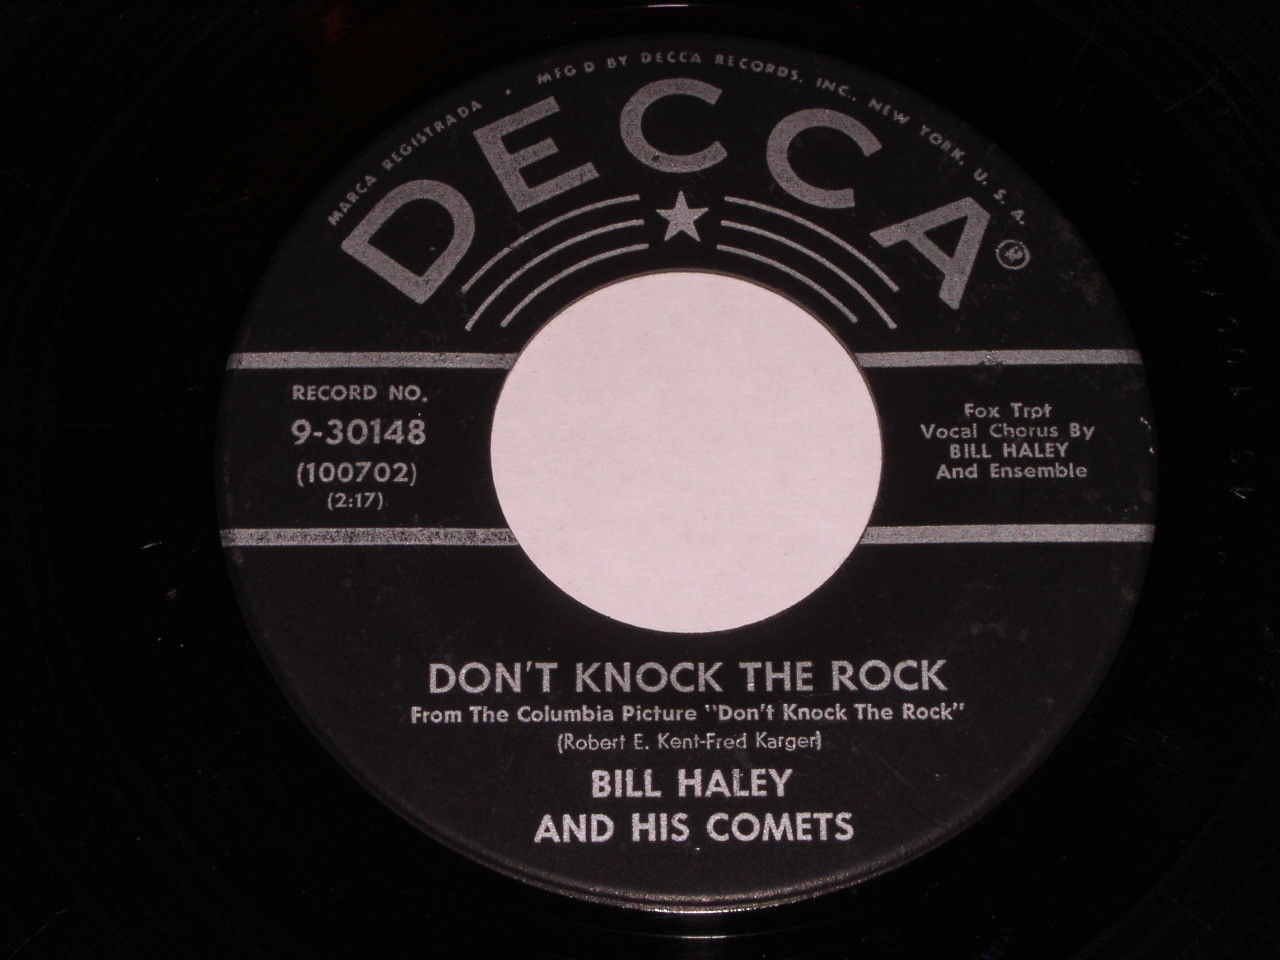 MARCA REGISTRADA • MFG'D BY DECCA RECORDS, INC., NEW YORK, U. S. A.
DECCA
RECORD NO.
9-30148
(100702)
(2:17)
Fox Trpt
Vocal Chorus By
BILL HALEY
And Ensemble
DON'T KNOCK THE ROCK
From The Columbia Picture "Don't Knock The Rock"
(Robert E. Kent-Fred Karger)
BILL HALEY
AND HIS COMETS